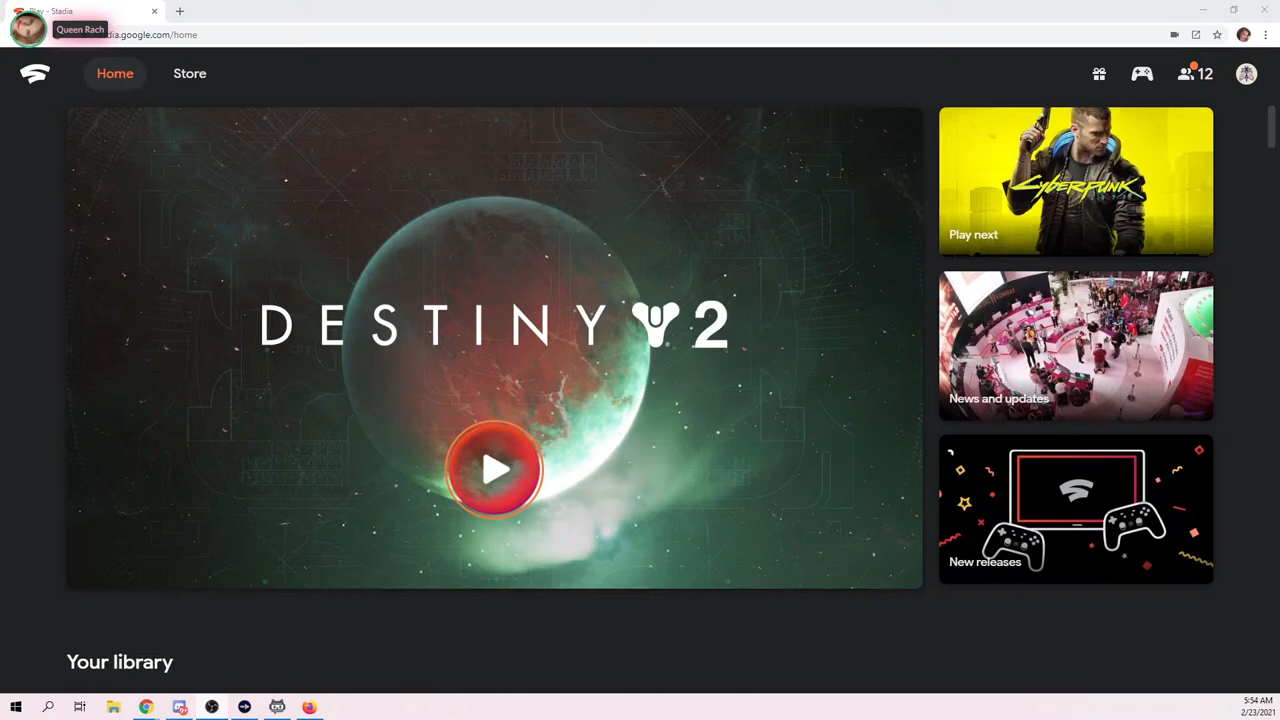 Play - Stadia
Queen Rach
dia.google.com/home
Home
Store
12
DESTINY 2
CYBERPUNK
Play next
News and updates
New releases
Your library
5:54 AM
2/23/2021